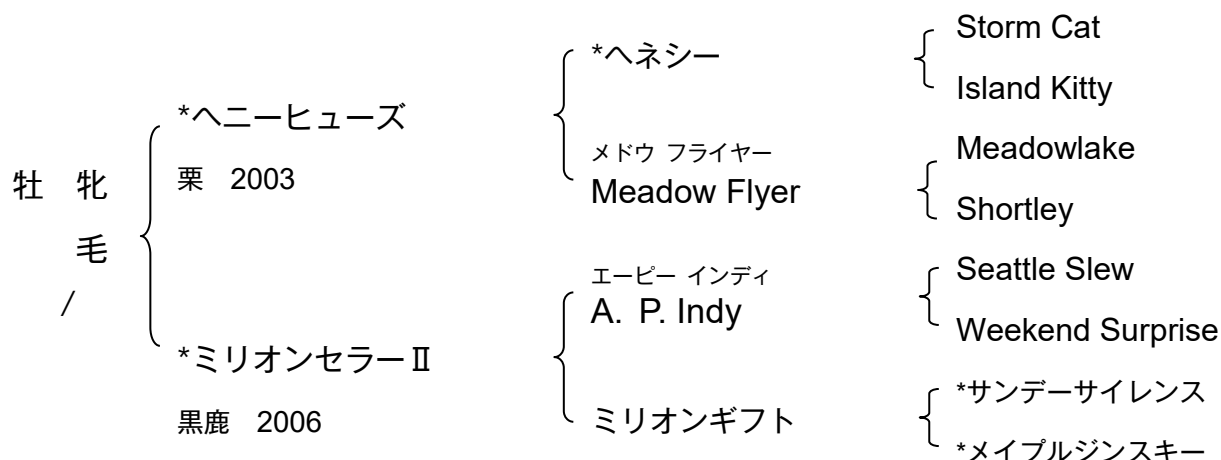 牡 牝
毛
/
*ヘニーヒューズ
栗 2003
*ミリオンセラーⅡ
黒鹿 2006
*ヘネシー
メドウ フライヤー
Meadow Flyer
エーピー インディ
A. P. Indy
ミリオンギフト
Storm Cat
Island Kitty
Meadowlake
Shortley
Seattle Slew
Weekend Surprise
*サンデーサイレンス
*メイプルジンスキー